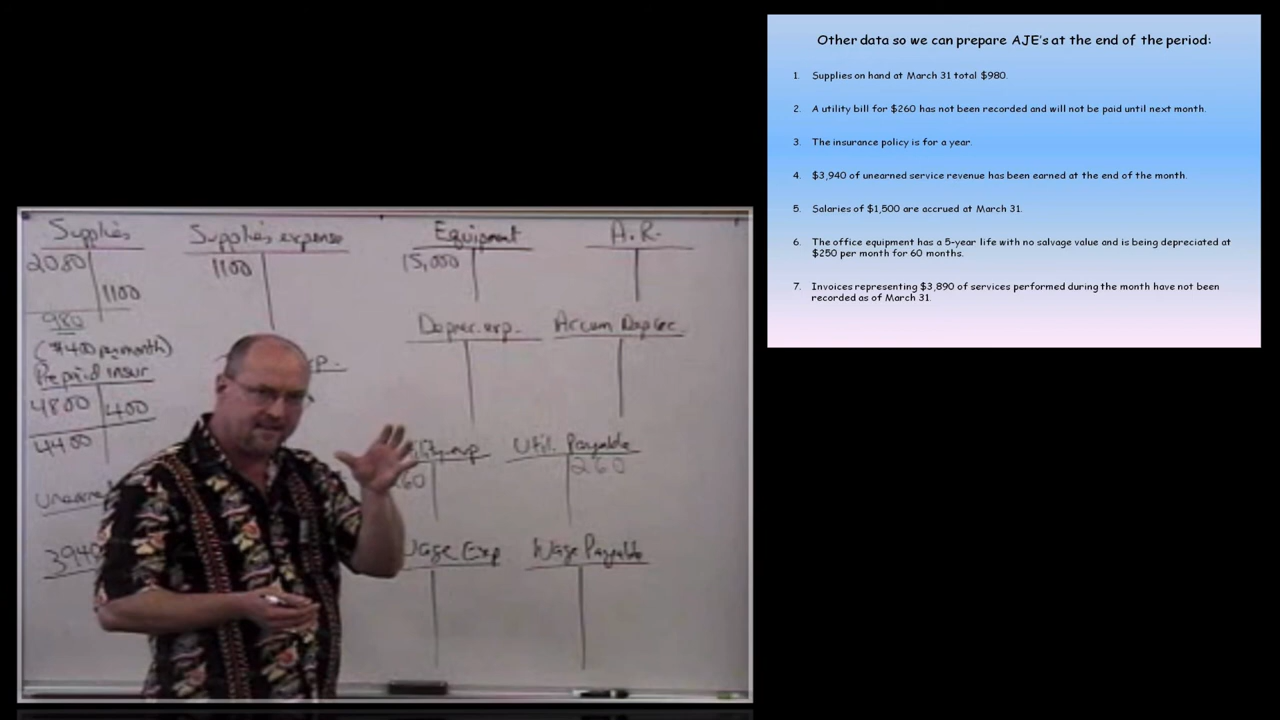 Other data so we can prepare AJE's at the end of the period:
1. Supplies on hand at March 31 total $980.
2. A utility bill for $260 has not been recorded and will not be paid until next month.
3. The insurance policy is for a year.
4. $3,940 of unearned service revenue has been earned at the end of the month.
5. Salaries of $1,500 are accrued at March 31.
6. The office equipment has a 5-year life with no salvage value and is being depreciated at
$250 per month for 60 months.
7. Invoices representing $3,890 of services performed during the month have not been
recorded as of March 31.
Supplies Supplies expense Equipment A.R.
2080 1100 15,000
1100
980
Deprec. exp. Accum Deprec.
($400 per month)
Prepaid insur p.
4800 400
4400
ility exp Util. Payable
60 260
Unearne
3940
Wage Exp Wage Payable